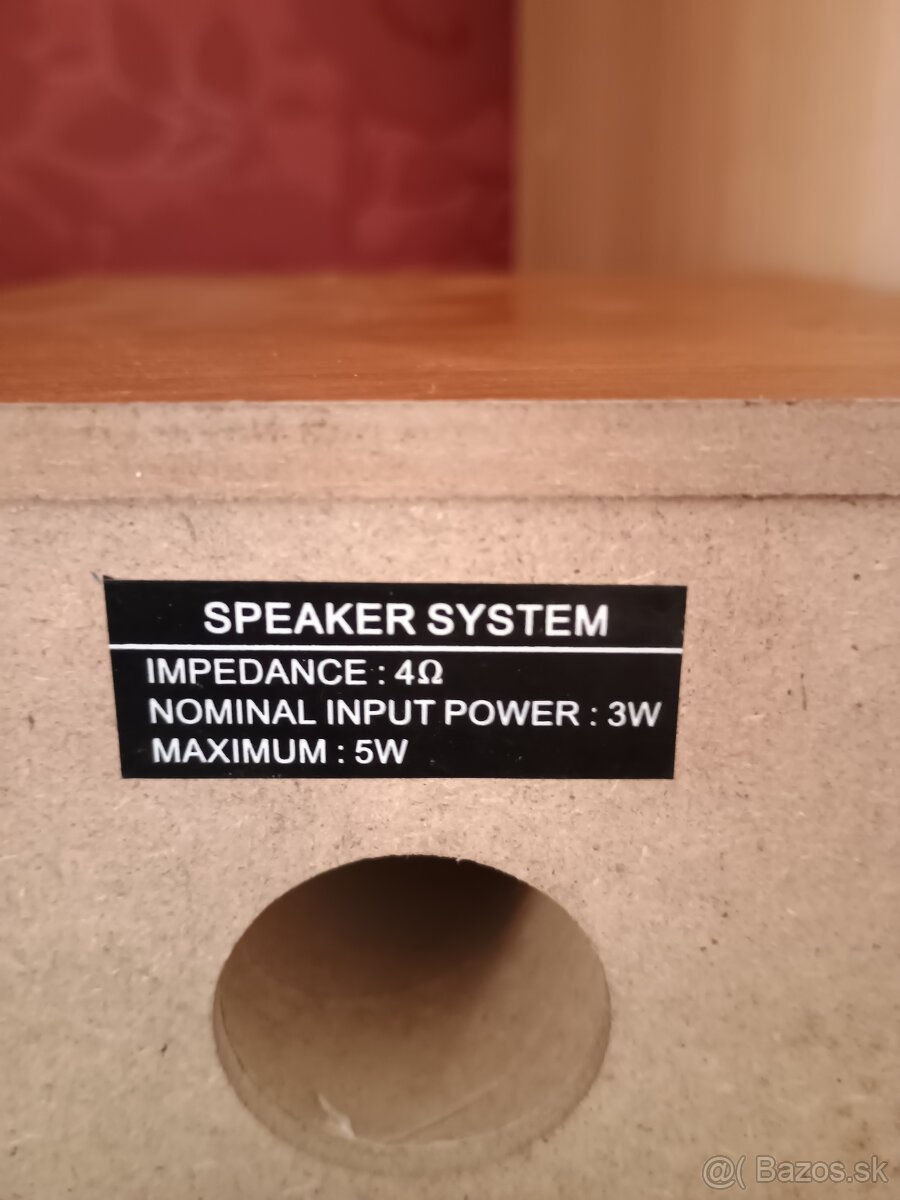 SPEAKER SYSTEM
IMPEDANCE : 4Ω
NOMINAL INPUT POWER : 3W
MAXIMUM : 5W
@( Bazos.sk